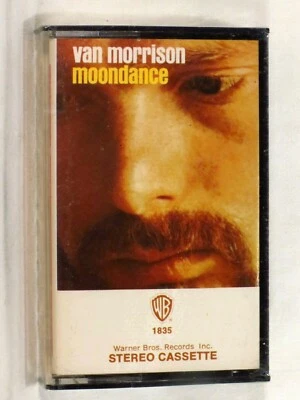 van morrison
moondance
WB
1835
Warner Bros. Records Inc.
STEREO CASSETTE